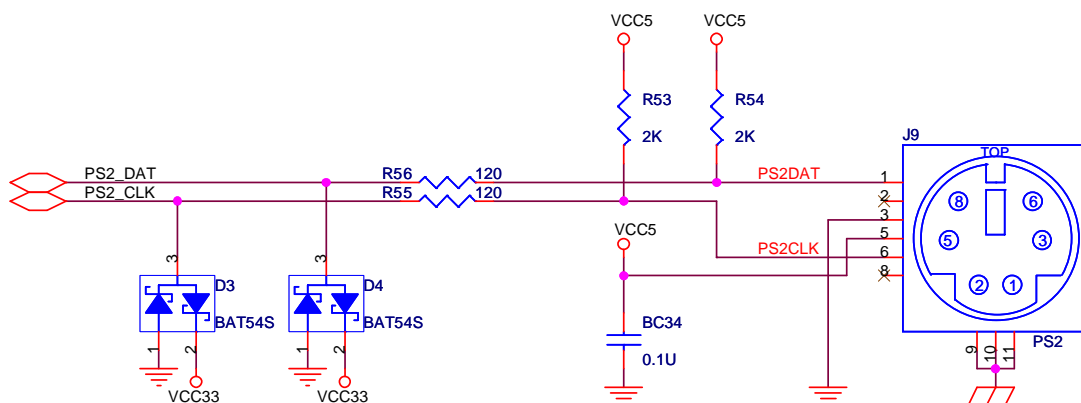 VCC5 VCC5
R53 R54
2K 2K
J9
TOP
PS2_DAT R56 120 PS2DAT 1
PS2_CLK R55 120 2
3
5
PS2CLK 6
8
8 6
5 3
2 1
VCC5
3 3
D3 D4
BAT54S BAT54S
1 2 1 2
VCC33 VCC33
BC34
0.1U
PS2
9 10 11